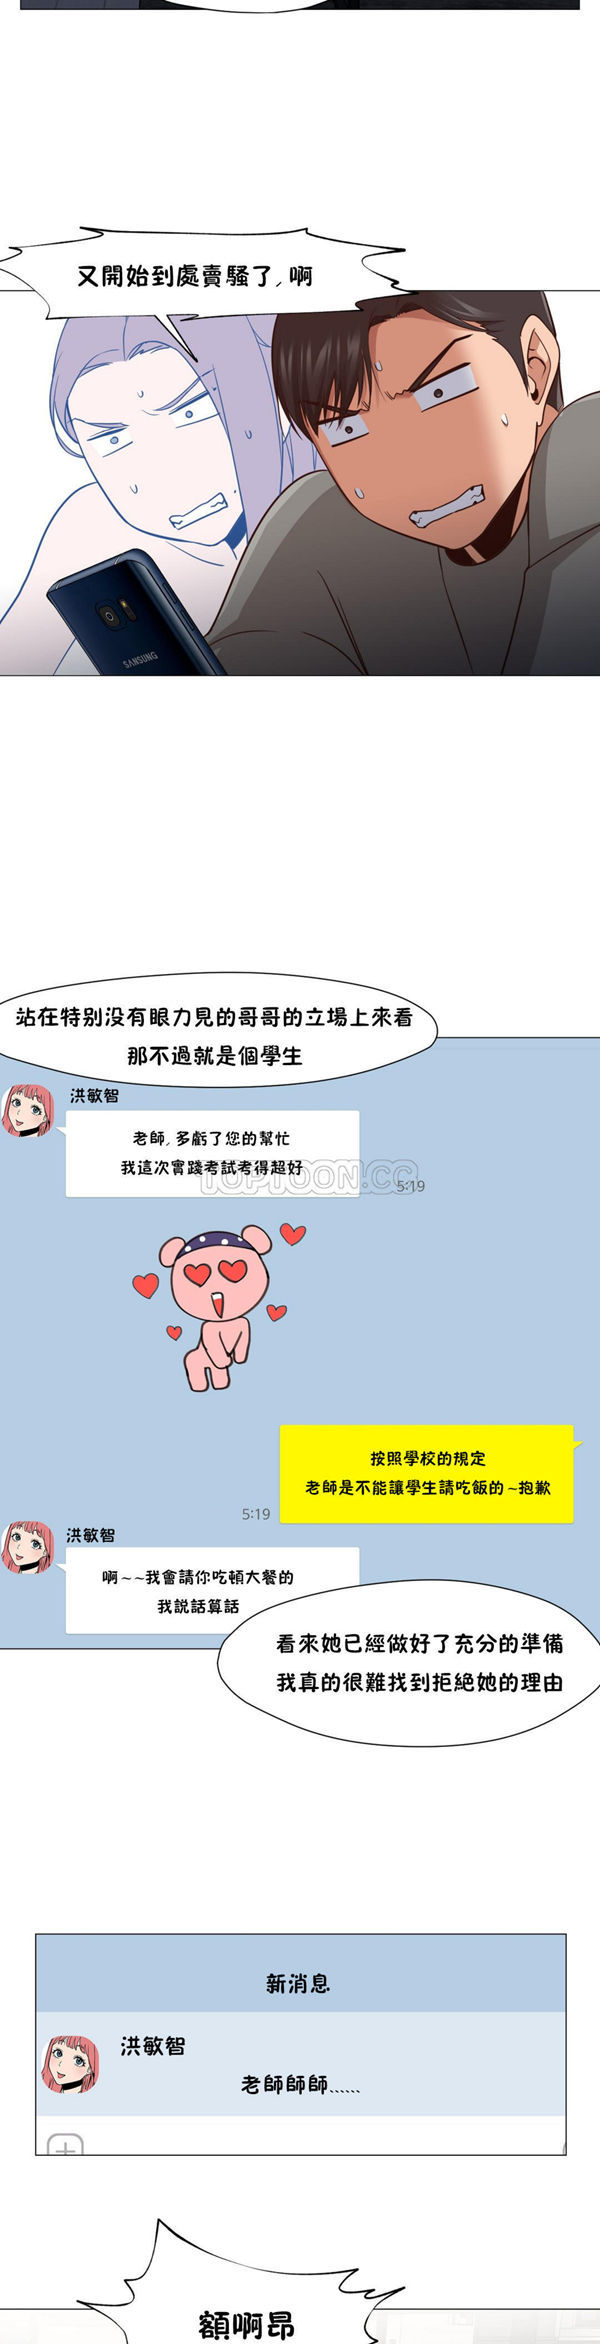 又開始到處賣騷了, 啊
SAMSUNG
站在特别没有眼力見的哥哥的立場上來看
那不過就是個學生
洪敏智
老師, 多虧了您的幫忙
我這次實踐考試考得超好
TOPTOON.CC
5:19
按照學校的規定
老師是不能讓學生請吃飯的~抱歉
5:19
洪敏智
啊~~我會請你吃頓大餐的
我說話算話
看來她已經做好了充分的準備
我真的很難找到拒絶她的理由
新消息
洪敏智
老師師師、、、、、、
額啊昂